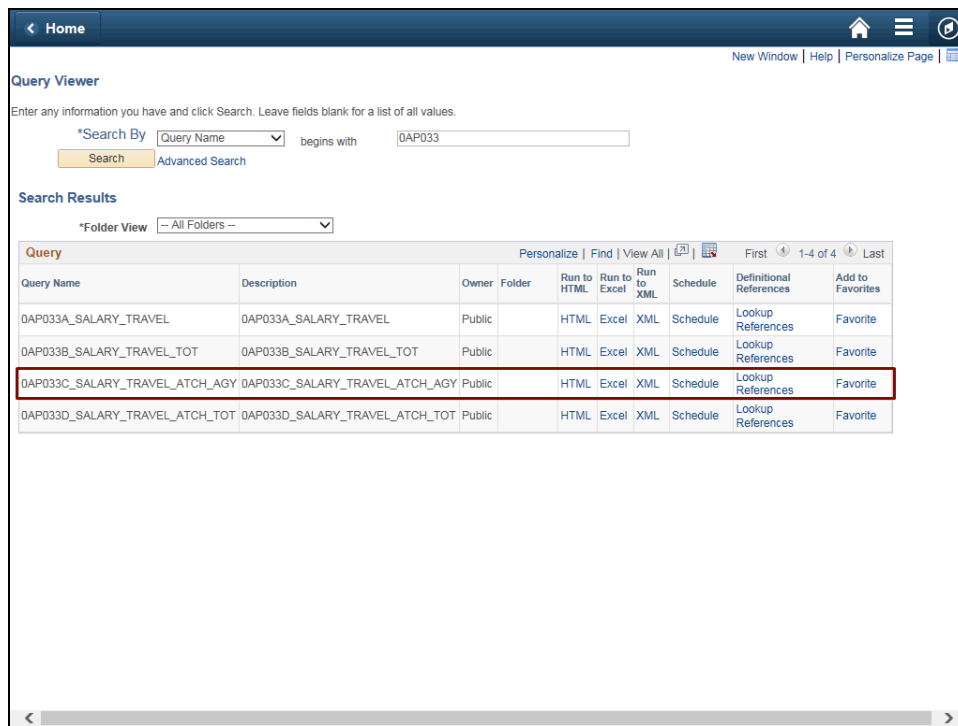 Home
New Window | Help | Personalize Page |
Query Viewer
Enter any information you have and click Search. Leave fields blank for a list of all values.
*Search By Query Name begins with 0AP033
Search Advanced Search
Search Results
*Folder View -- All Folders --
Query Personalize | Find | View All | | First 1-4 of 4 Last
Query Name Description Owner Folder Run to HTML Run to Excel Run to XML Schedule Definitional References Add to Favorites
0AP033A_SALARY_TRAVEL 0AP033A_SALARY_TRAVEL Public HTML Excel XML Schedule Lookup References Favorite
0AP033B_SALARY_TRAVEL_TOT 0AP033B_SALARY_TRAVEL_TOT Public HTML Excel XML Schedule Lookup References Favorite
0AP033C_SALARY_TRAVEL_ATCH_AGY 0AP033C_SALARY_TRAVEL_ATCH_AGY Public HTML Excel XML Schedule Lookup References Favorite
0AP033D_SALARY_TRAVEL_ATCH_TOT 0AP033D_SALARY_TRAVEL_ATCH_TOT Public HTML Excel XML Schedule Lookup References Favorite